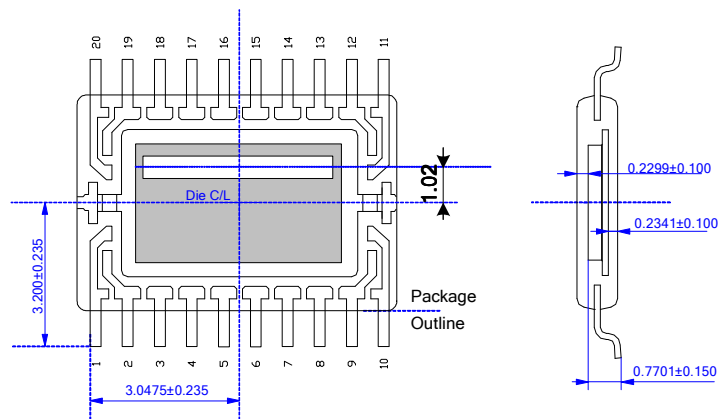 20 19 18 17 16 15 14 13 12 11
Die C/L
1.02
3.200±0.235
Package
Outline
1 2 3 4 5 6 7 8 9 10
3.0475±0.235
0.2299±0.100
0.2341±0.100
0.7701±0.150